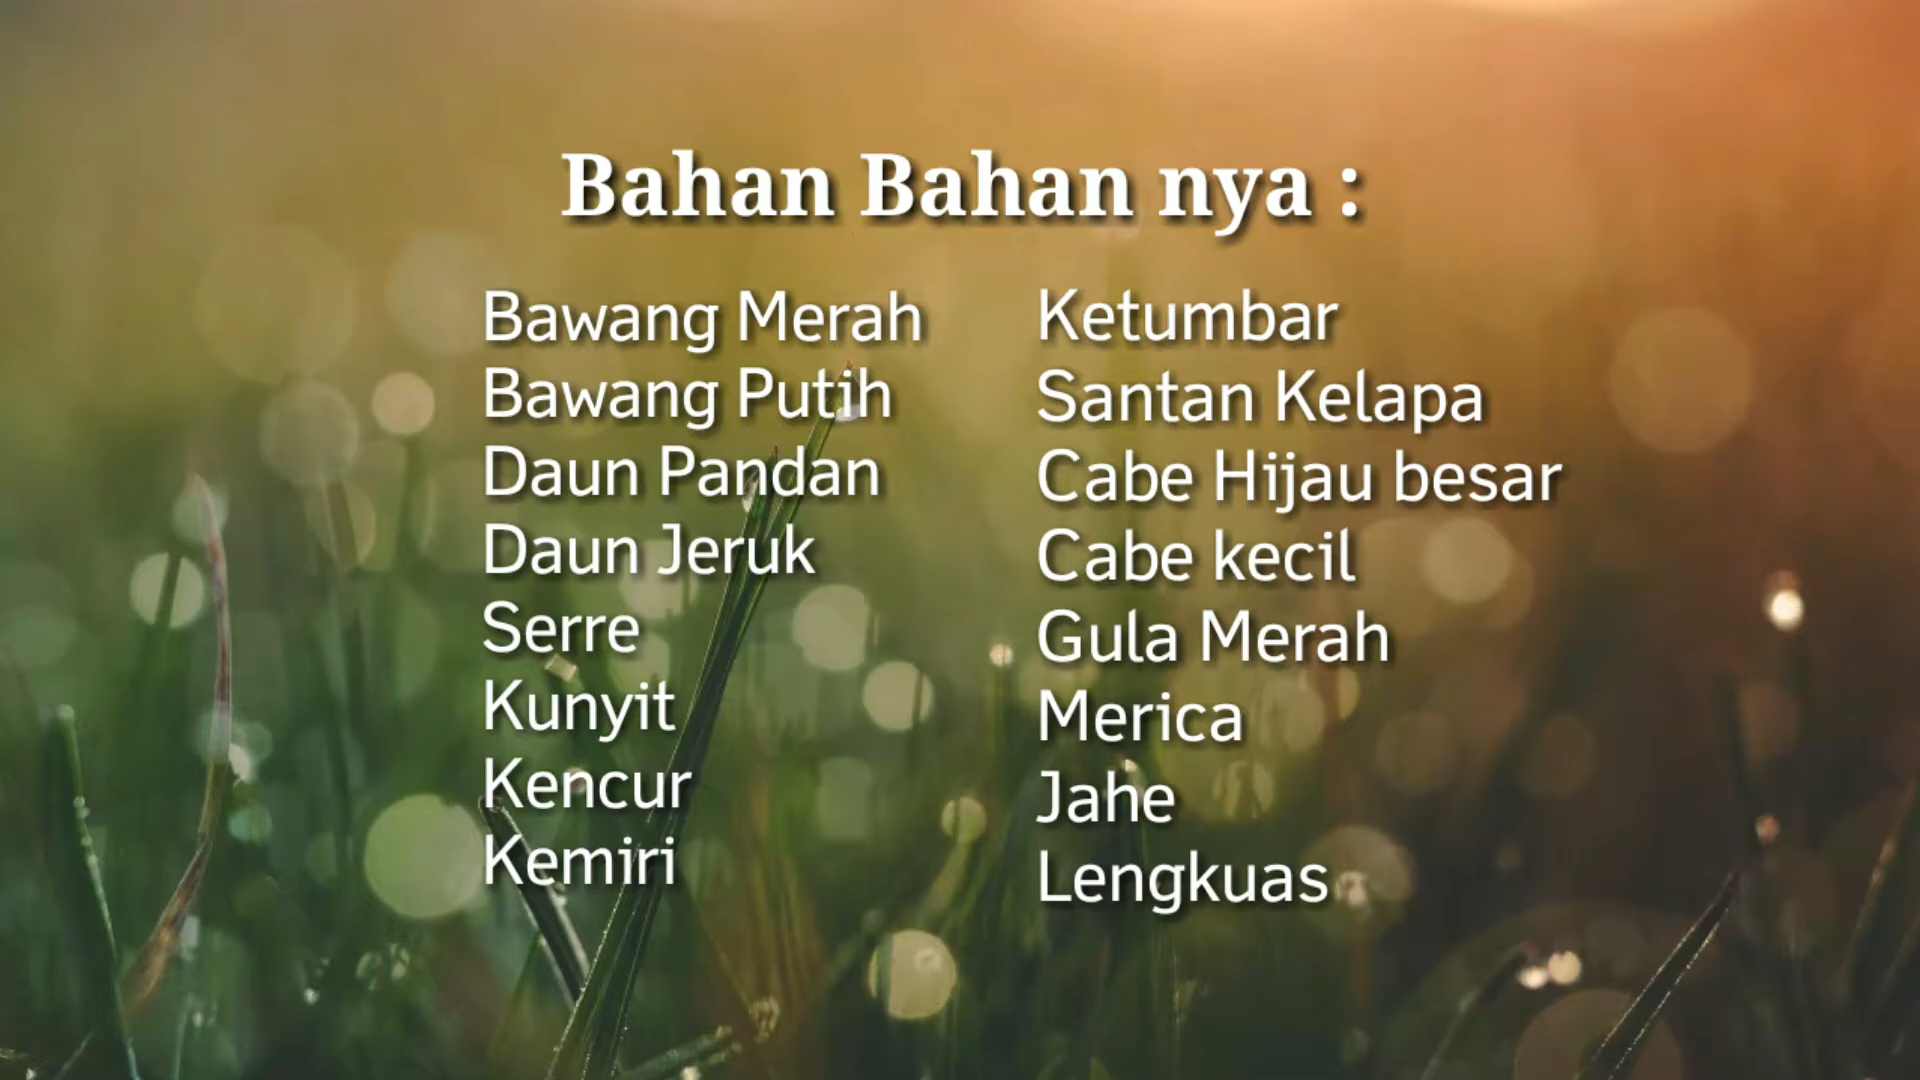 Bahan Bahan nya :
Bawang Merah
Bawang Putih
Daun Pandan
Daun Jeruk
Serre
Kunyit
Kencur
Kemiri
Ketumbar
Santan Kelapa
Cabe Hijau besar
Cabe kecil
Gula Merah
Merica
Jahe
Lengkuas